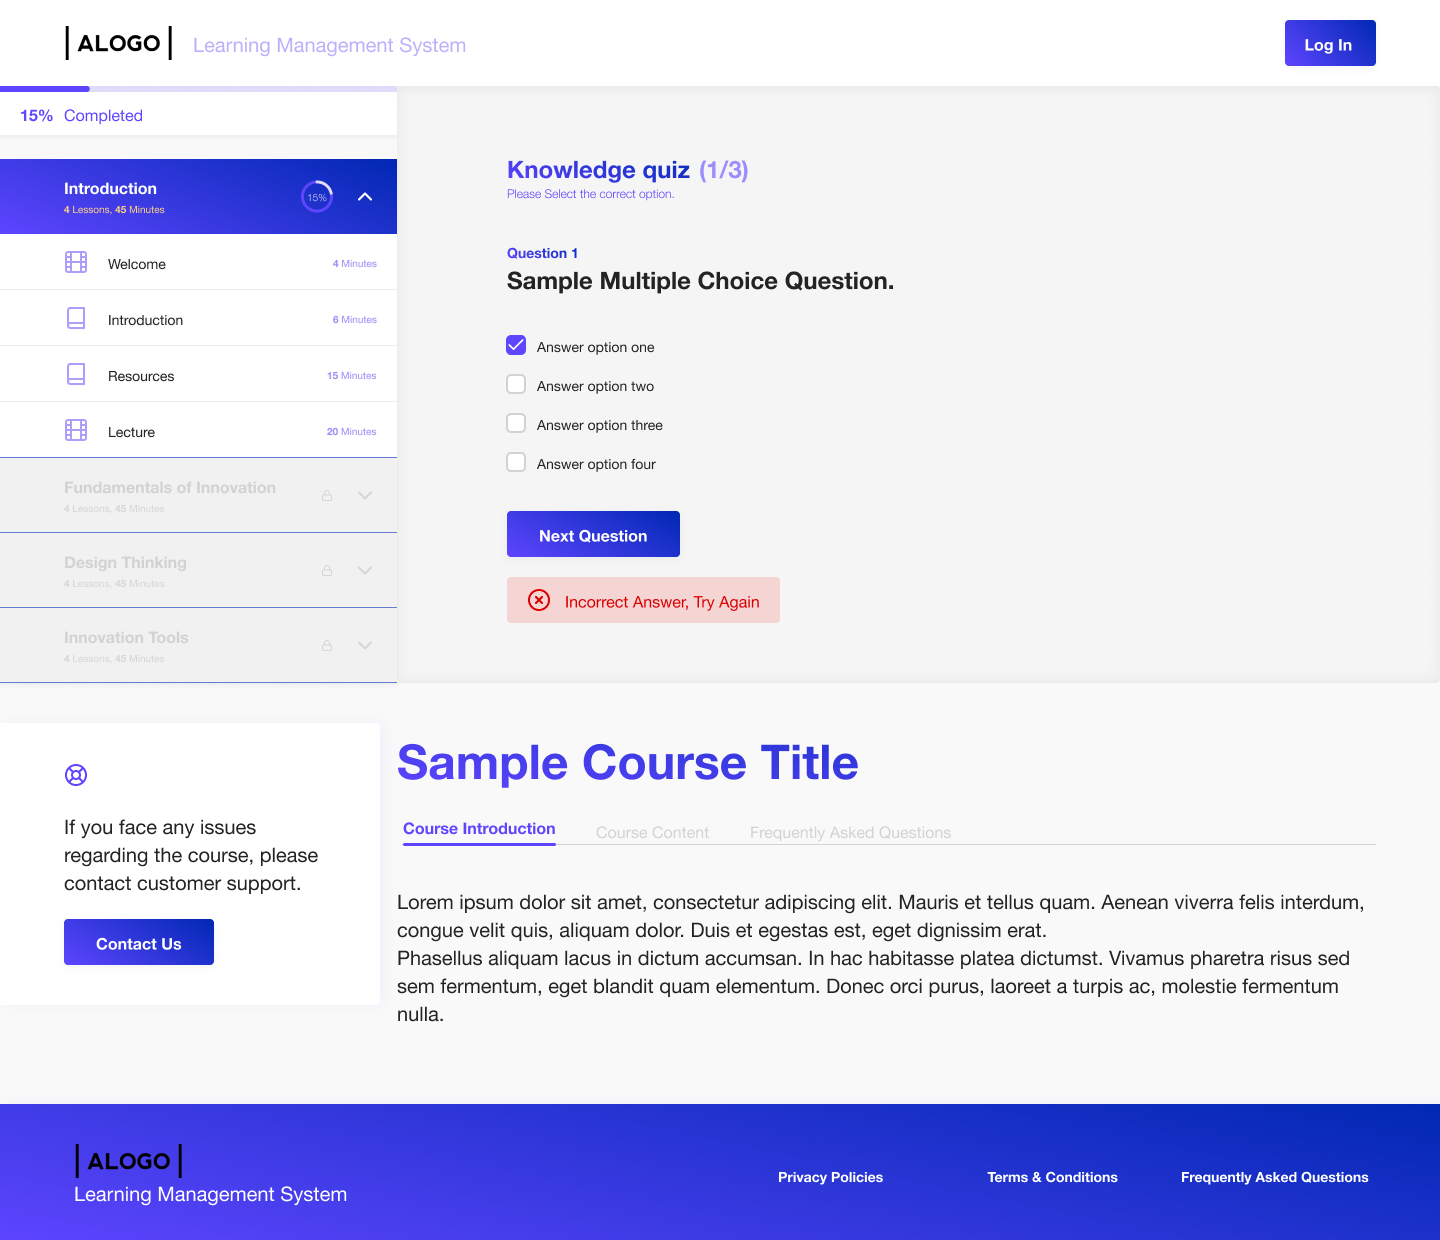 ALOGO
Learning Management System
Log In
15% Completed
Introduction
4 Lessons, 45 Minutes
15%
Welcome
4 Minutes
Introduction
6 Minutes
Resources
15 Minutes
Lecture
20 Minutes
Fundamentals of Innovation
4 Lessons, 45 Minutes
Design Thinking
4 Lessons, 45 Minutes
Innovation Tools
4 Lessons, 45 Minutes
Knowledge quiz (1/3)
Please Select the correct option.
Question 1
Sample Multiple Choice Question.
Answer option one
Answer option two
Answer option three
Answer option four
Next Question
Incorrect Answer, Try Again
If you face any issues
regarding the course, please
contact customer support.
Contact Us
Sample Course Title
Course Introduction
Course Content
Frequently Asked Questions
Lorem ipsum dolor sit amet, consectetur adipiscing elit. Mauris et tellus quam. Aenean viverra felis interdum,
congue velit quis, aliquam dolor. Duis et egestas est, eget dignissim erat.
Phasellus aliquam lacus in dictum accumsan. In hac habitasse platea dictumst. Vivamus pharetra risus sed
sem fermentum, eget blandit quam elementum. Donec orci purus, laoreet a turpis ac, molestie fermentum
nulla.
ALOGO
Learning Management System
Privacy Policies
Terms & Conditions
Frequently Asked Questions